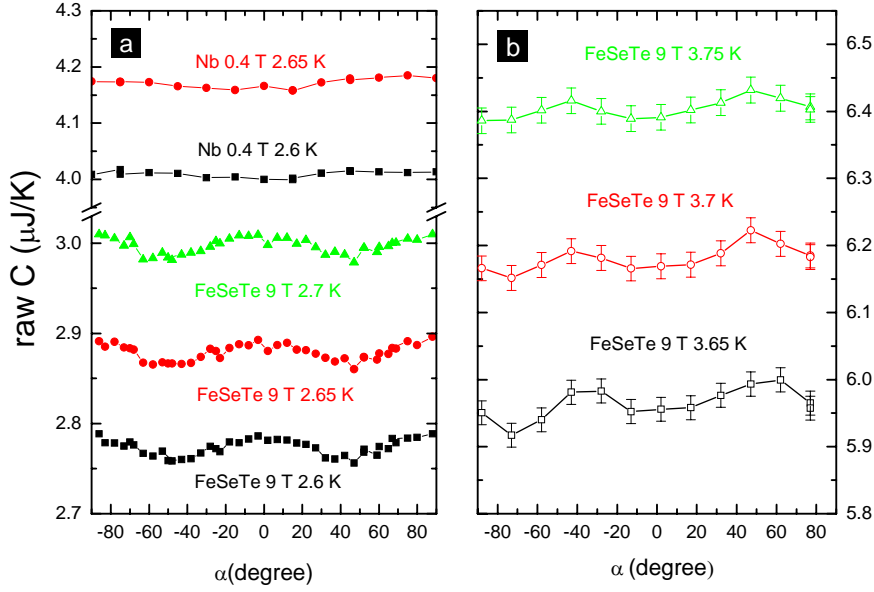 a
b
Nb 0.4 T 2.65 K
Nb 0.4 T 2.6 K
FeSeTe 9 T 2.7 K
FeSeTe 9 T 2.65 K
FeSeTe 9 T 2.6 K
FeSeTe 9 T 3.75 K
FeSeTe 9 T 3.7 K
FeSeTe 9 T 3.65 K
raw C (μJ/K)
4.3
4.2
4.1
4.0
3.0
2.9
2.8
2.7
6.5
6.4
6.3
6.2
6.1
6.0
5.9
5.8
-80 -60 -40 -20 0 20 40 60 80
-80 -60 -40 -20 0 20 40 60 80
α(degree)
α (degree)